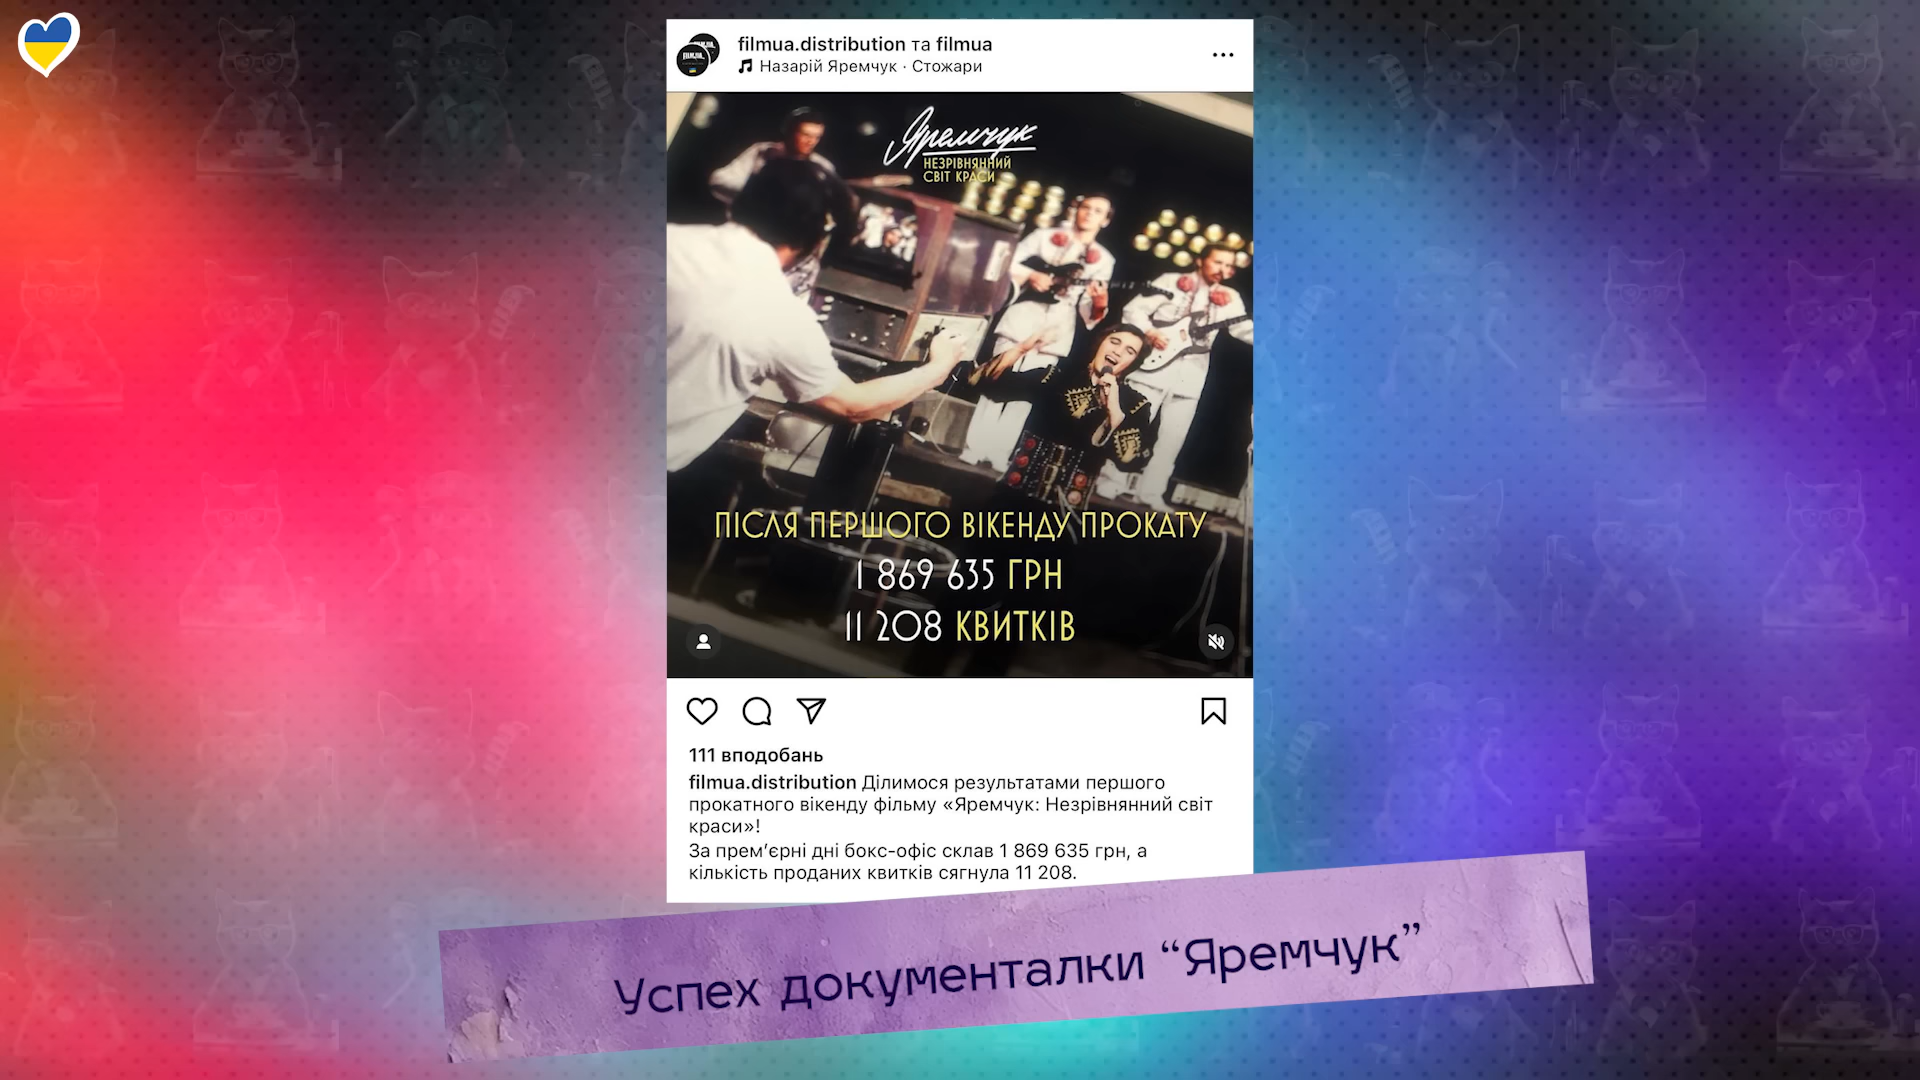 filmua.distribution та filmua
Назарій Яремчук · Стожари
Яремчук
НЕЗРІВНЯННИЙ
СВІТ КРАСИ
ПІСЛЯ ПЕРШОГО ВІКЕНДУ ПРОКАТУ
1 869 635 ГРН
11 208 КВИТКІВ
111 вподобань
filmua.distribution Ділимося результатами першого
прокатного вікенду фільму «Яремчук: Незрівнянний світ
краси»!
За прем’єрні дні бокс-офіс склав 1 869 635 грн, а
кількість проданих квитків сягнула 11 208.
Успех документалки “Яремчук”